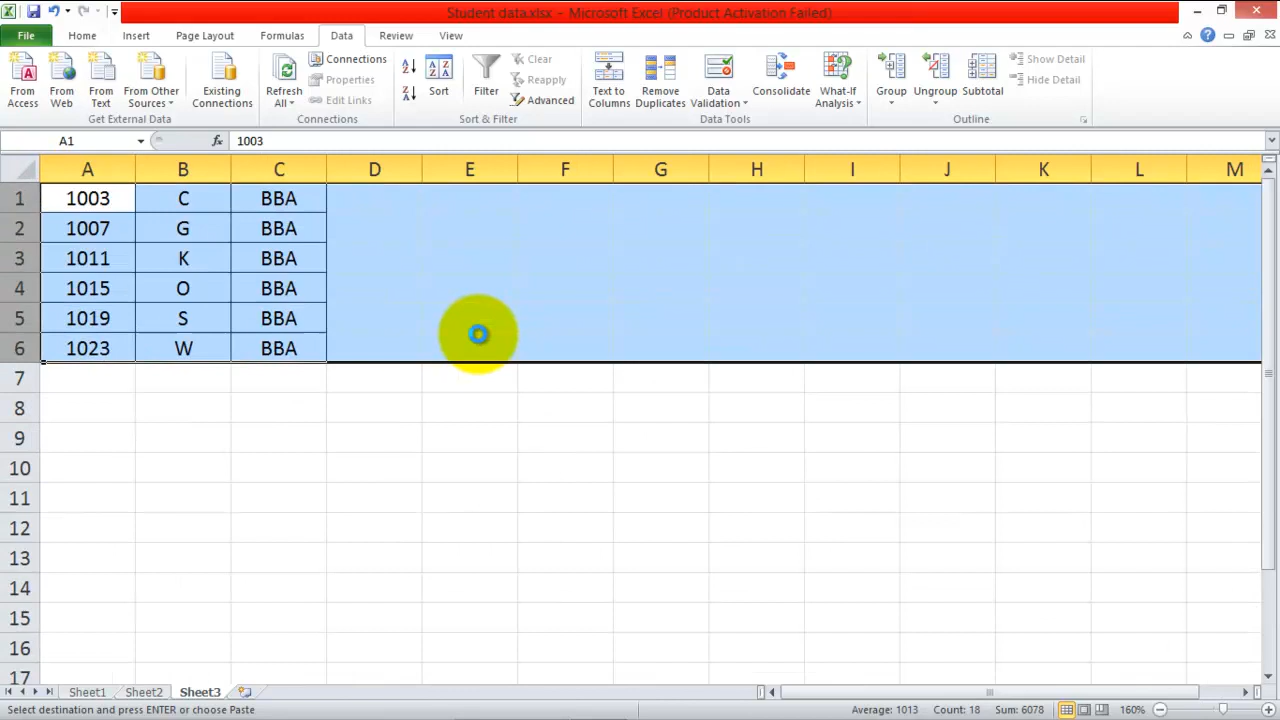 Student data.xlsx - Microsoft Excel (Product Activation Failed)
File Home Insert Page Layout Formulas Data Review View
From Access
From Web
From Text
From Other Sources
Existing Connections
Get External Data
Refresh All
Connections
Properties
Edit Links
Connections
Sort
Filter
Clear
Reapply
Advanced
Sort & Filter
Text to Columns
Remove Duplicates
Data Validation
Consolidate
What-If Analysis
Data Tools
Group
Ungroup
Subtotal
Show Detail
Hide Detail
Outline
A1 fx 1003
A B C D E F G H I J K L M
1 1003 C BBA
2 1007 G BBA
3 1011 K BBA
4 1015 O BBA
5 1019 S BBA
6 1023 W BBA
7
8
9
10
11
12
13
14
15
16
17
Sheet1 Sheet2 Sheet3
Select destination and press ENTER or choose Paste Average: 1013 Count: 18 Sum: 6078 160%